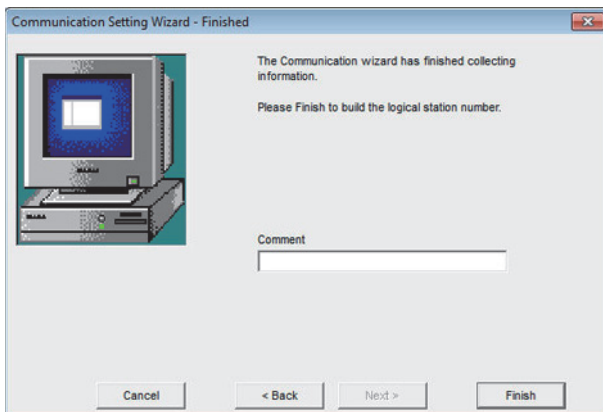 Communication Setting Wizard - Finished
The Communication wizard has finished collecting
information.
Please Finish to build the logical station number.
Comment
Cancel
< Back
Next >
Finish